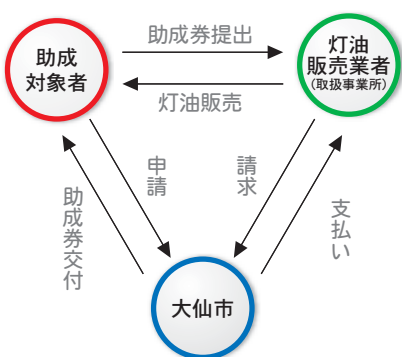 助成
対象者
助成券提出
灯油販売
灯油
販売業者
(取扱事業所)
申請
助成券交付
請求
支払い
大仙市